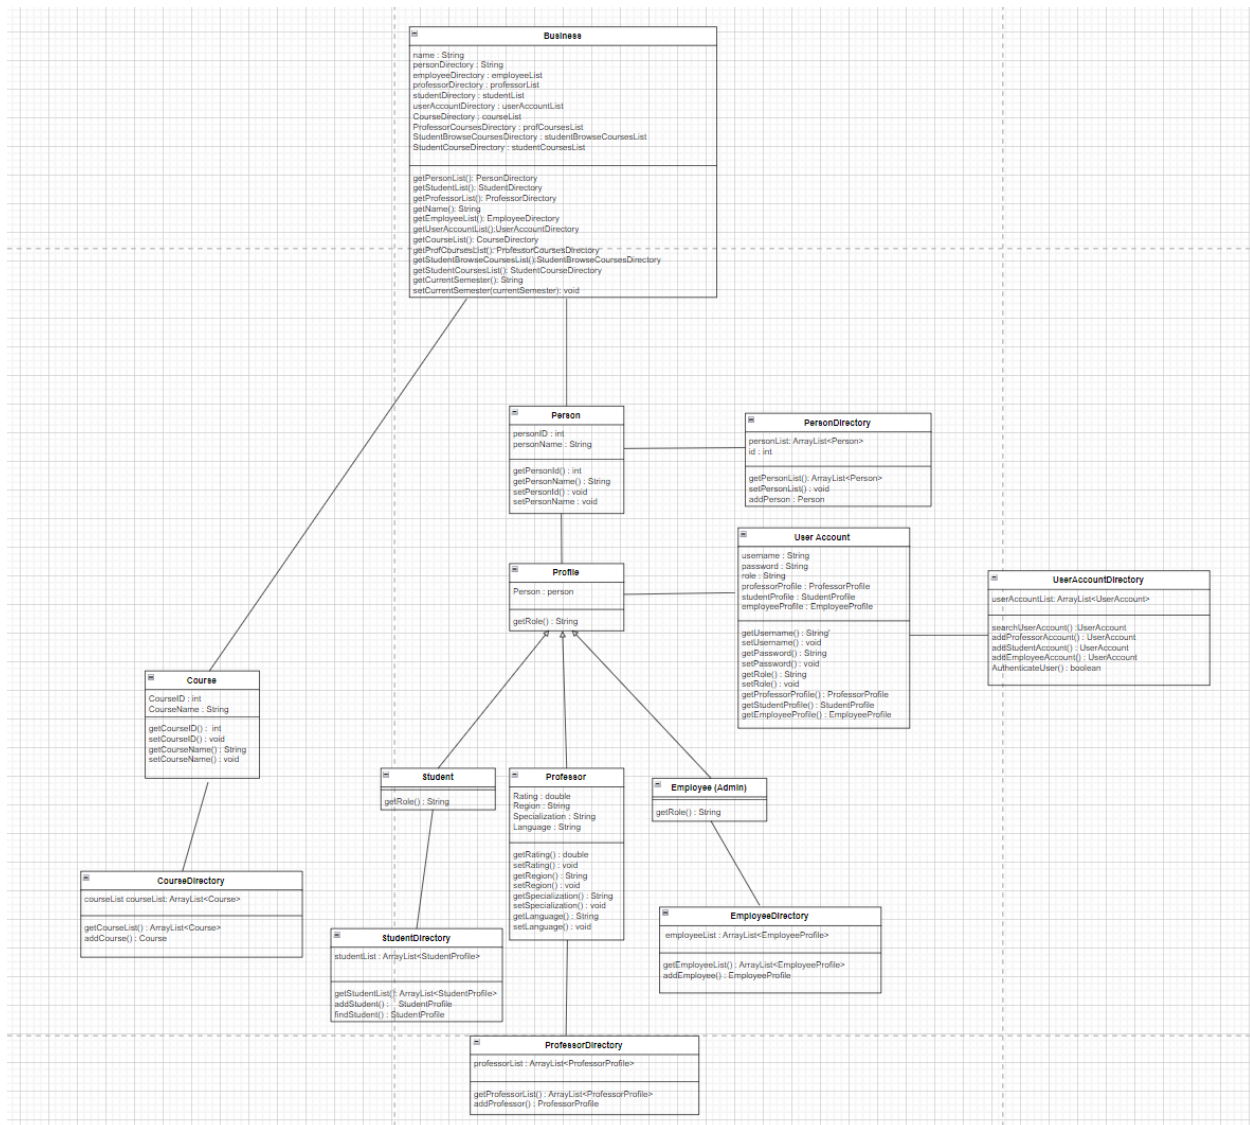 Business
name : String
personDirectory : String
employeeDirectory : employeeList
professorDirectory : professorList
studentDirectory : studentList
userAccountDirectory : userAccountList
CourseDirectory : courseList
ProfessorCoursesDirectory : profCoursesList
StudentBrowseCoursesDirectory : studentBrowseCoursesList
StudentCourseDirectory : studentCoursesList
getPersonList(): PersonDirectory
getStudentList(): StudentDirectory
getProfessorList(): ProfessorDirectory
getName(): String
getEmployeeList(): EmployeeDirectory
getUserAccountList():UserAccountDirectory
getCourseList(): CourseDirectory
getProfCoursesList(): ProfessorCoursesDirectory
getStudentBrowseCoursesList():StudentBrowseCoursesDirectory
getStudentCoursesList(): StudentCourseDirectory
getCurrentSemester(): String
setCurrentSemester(currentSemester): void
Person
personID : int
personName : String
getPersonId() : int
getPersonName() : String
setPersonId() : void
setPersonName : void
PersonDirectory
personList: ArrayList<Person>
id : int
getPersonList(): ArrayList<Person>
setPersonList() : void
addPerson : Person
Profile
Person : person
getRole() : String
User Account
username : String
password : String
role : String
professorProfile : ProfessorProfile
studentProfile : StudentProfile
employeeProfile : EmployeeProfile
getUsername() : String'
setUsername() : void
getPassword() : String
setPassword() : void
getRole() : String
setRole() : void
getProfessorProfile() : ProfessorProfile
getStudentProfile() : StudentProfile
getEmployeeProfile() : EmployeeProfile
UserAccountDirectory
userAccountList: ArrayList<UserAccount>
searchUserAccount() :UserAccount
addProfessorAccount() : UserAccount
addStudentAccount() : UserAccount
addEmployeeAccount() : UserAccount
AuthenticateUser() : boolean
Course
CourseID : int
CourseName : String
getCourseID() : int
setCourseID() : void
getCourseName() : String
setCourseName() : void
Student
getRole() : String
Professor
Rating : double
Region : String
Specialization : String
Language : String
getRating() : double
setRating() : void
getRegion() : String
setRegion() : void
getSpecialization() : String
setSpecialization() : void
getLanguage() : String
setLanguage() : void
Employee (Admin)
getRole() : String
CourseDirectory
courseList courseList: ArrayList<Course>
getCourseList() : ArrayList<Course>
addCourse() : Course
StudentDirectory
studentList : ArrayList<StudentProfile>
getStudentList(): ArrayList<StudentProfile>
addStudent() : StudentProfile
findStudent() : StudentProfile
EmployeeDirectory
employeeList : ArrayList<EmployeeProfile>
getEmployeeList() : ArrayList<EmployeeProfile>
addEmployee() : EmployeeProfile
ProfessorDirectory
professorList : ArrayList<ProfessorProfile>
getProfessorList() : ArrayList<ProfessorProfile>
addProfessor() : ProfessorProfile